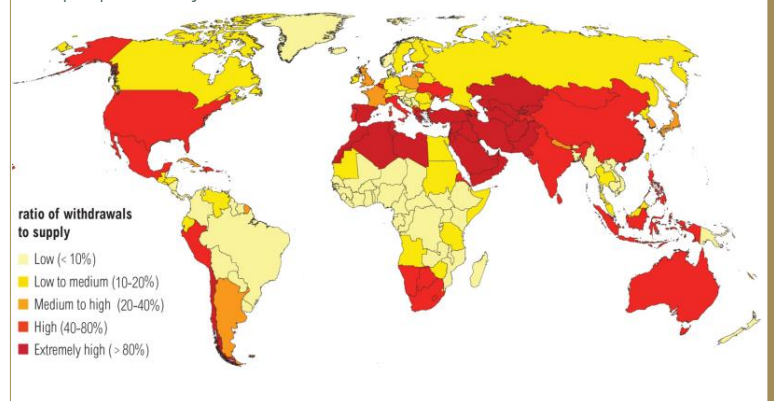 ratio of withdrawals
to supply
Low (< 10%)
Low to medium (10-20%)
Medium to high (20-40%)
High (40-80%)
Extremely high (> 80%)